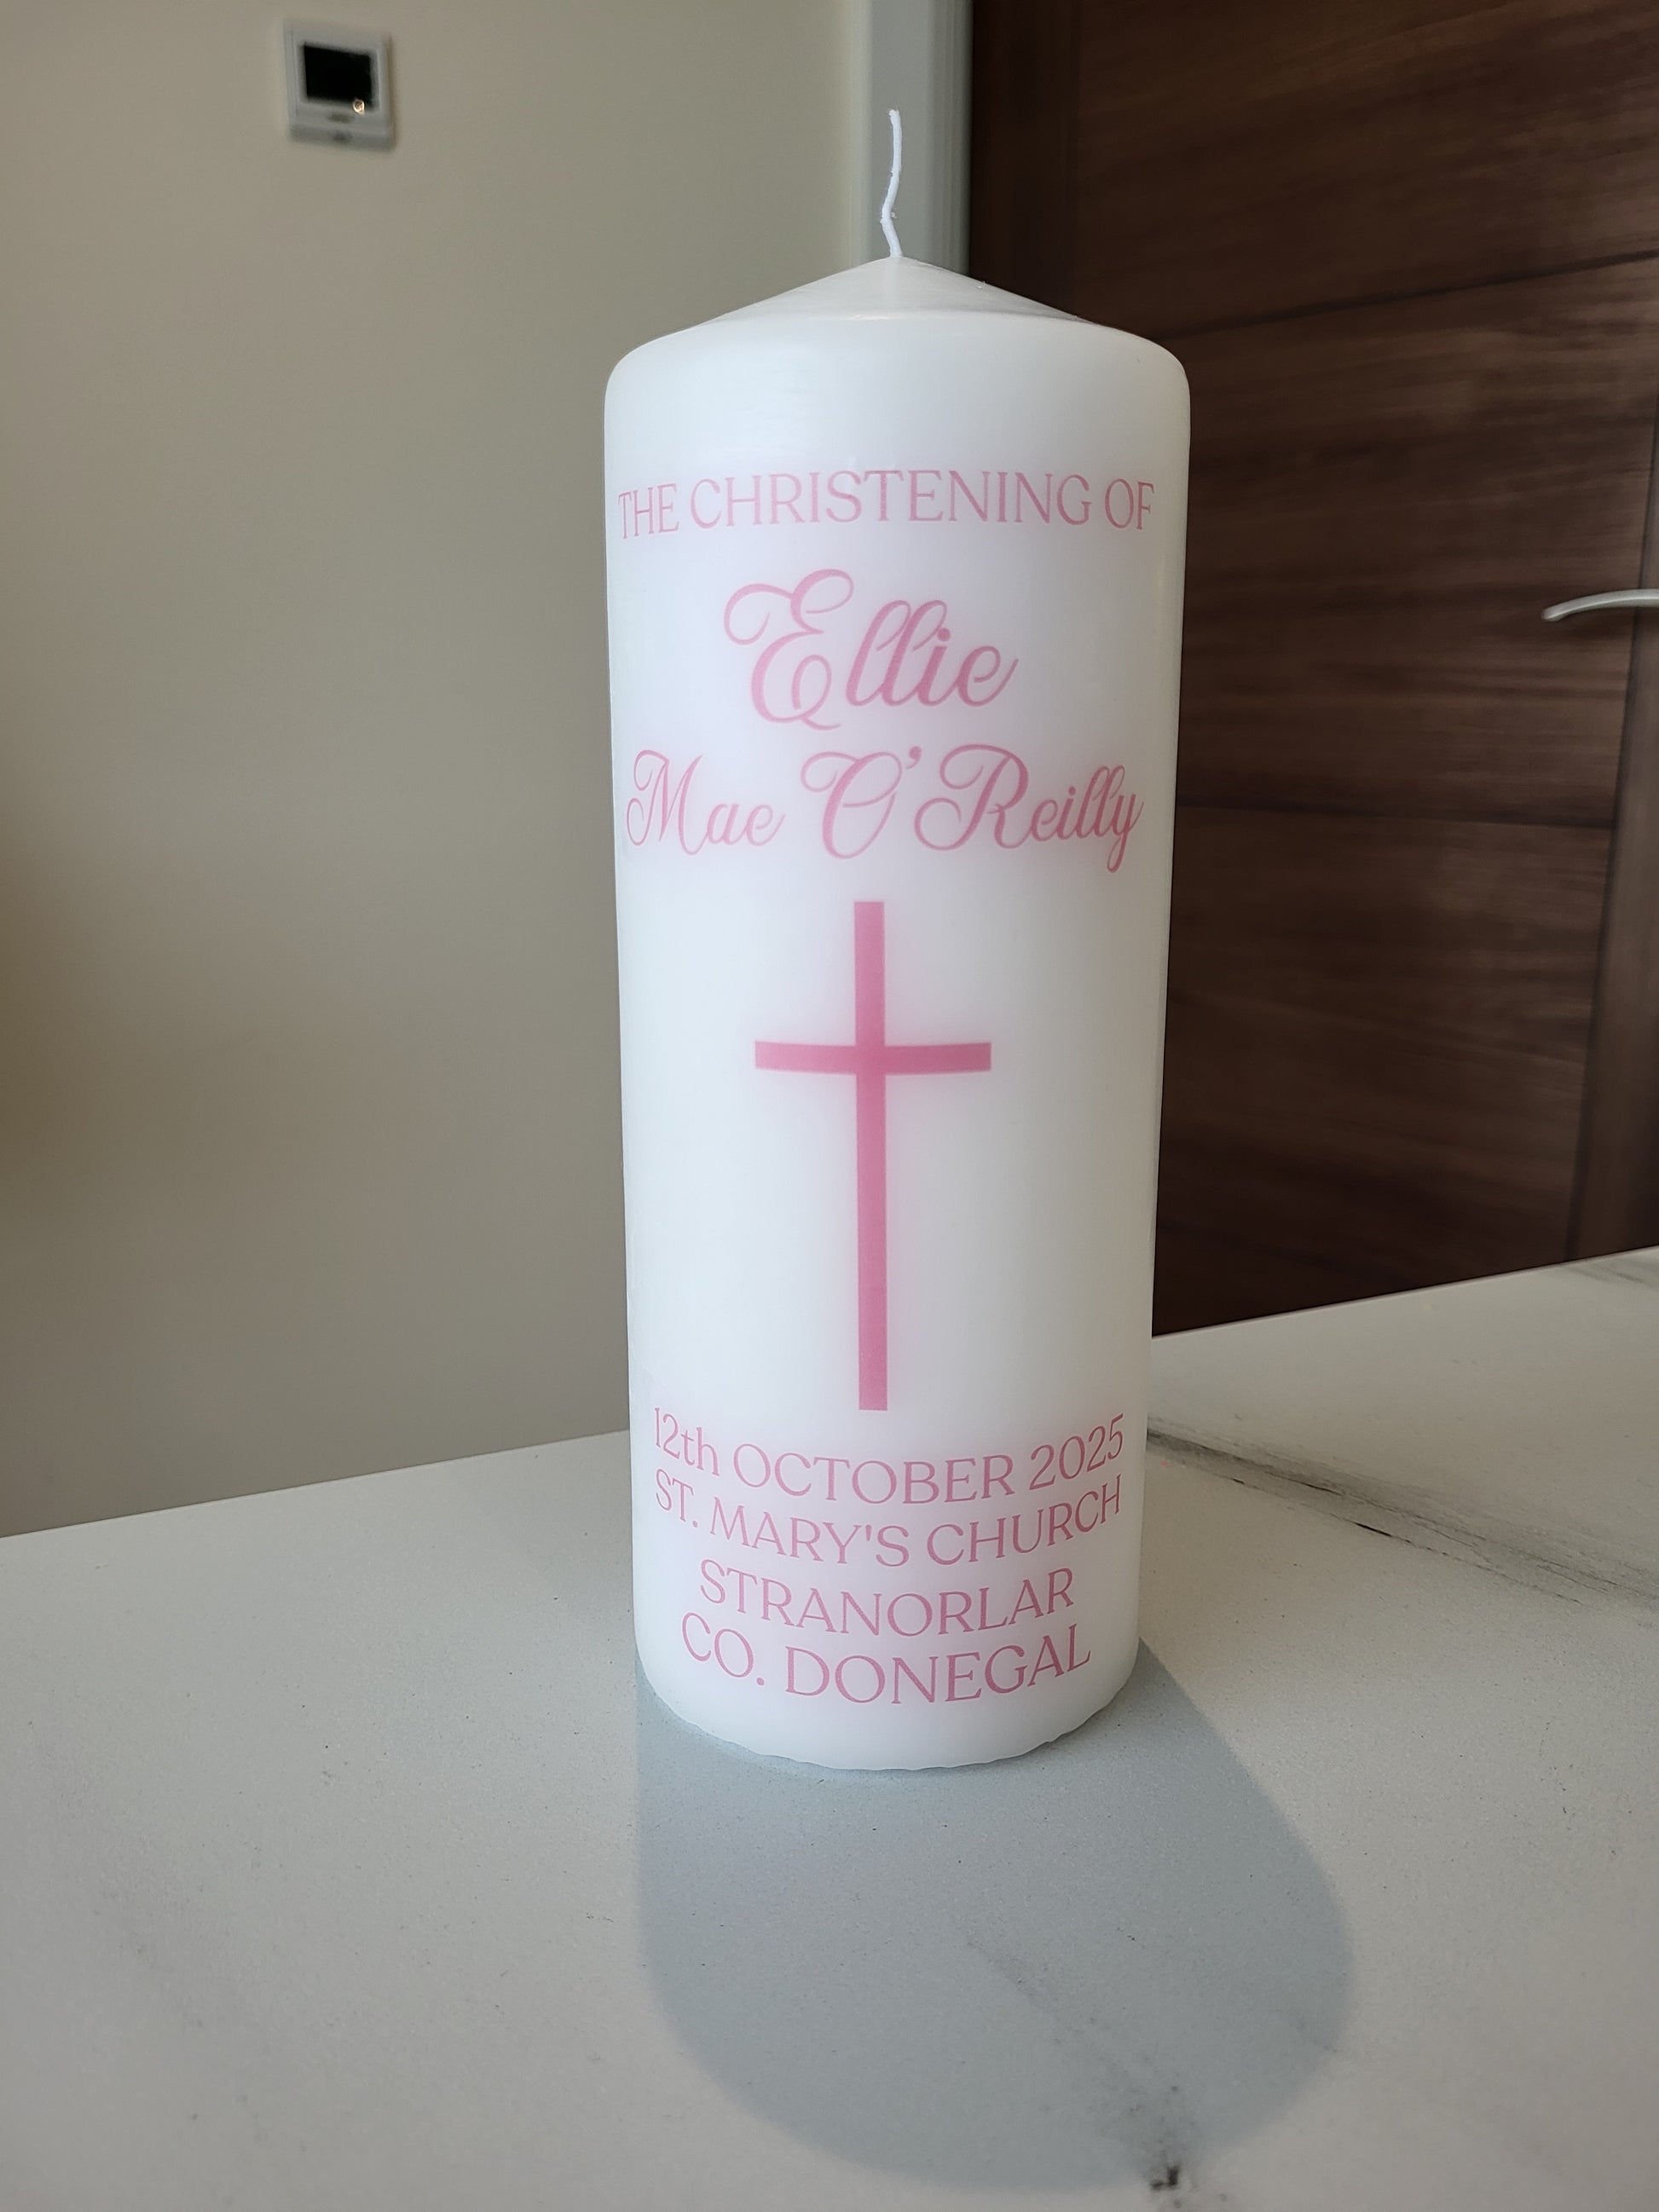 THE CHRISTENING OF
Ellie
Mae O'Reilly
12th OCTOBER 2025
ST. MARY'S CHURCH
STRANORLAR
CO. DONEGAL